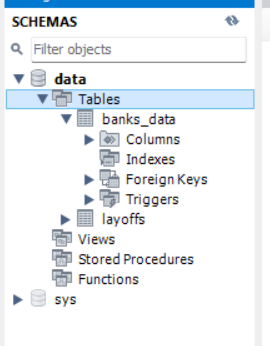 SCHEMAS
Filter objects
data
Tables
banks_data
Columns
Indexes
Foreign Keys
Triggers
layoffs
Views
Stored Procedures
Functions
sys